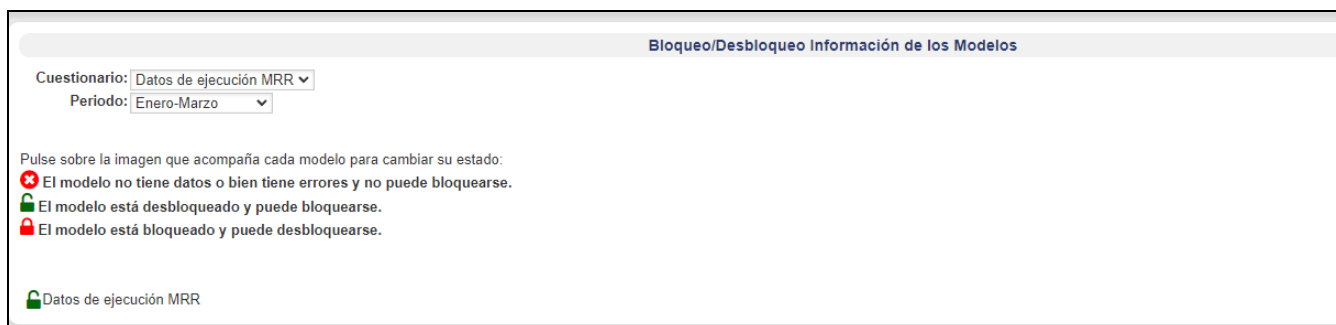 Bloqueo/Desbloqueo Información de los Modelos
Cuestionario: Datos de ejecución MRR
Periodo: Enero-Marzo
Pulse sobre la imagen que acompaña cada modelo para cambiar su estado:
El modelo no tiene datos o bien tiene errores y no puede bloquearse.
El modelo está desbloqueado y puede bloquearse.
El modelo está bloqueado y puede desbloquearse.
Datos de ejecución MRR